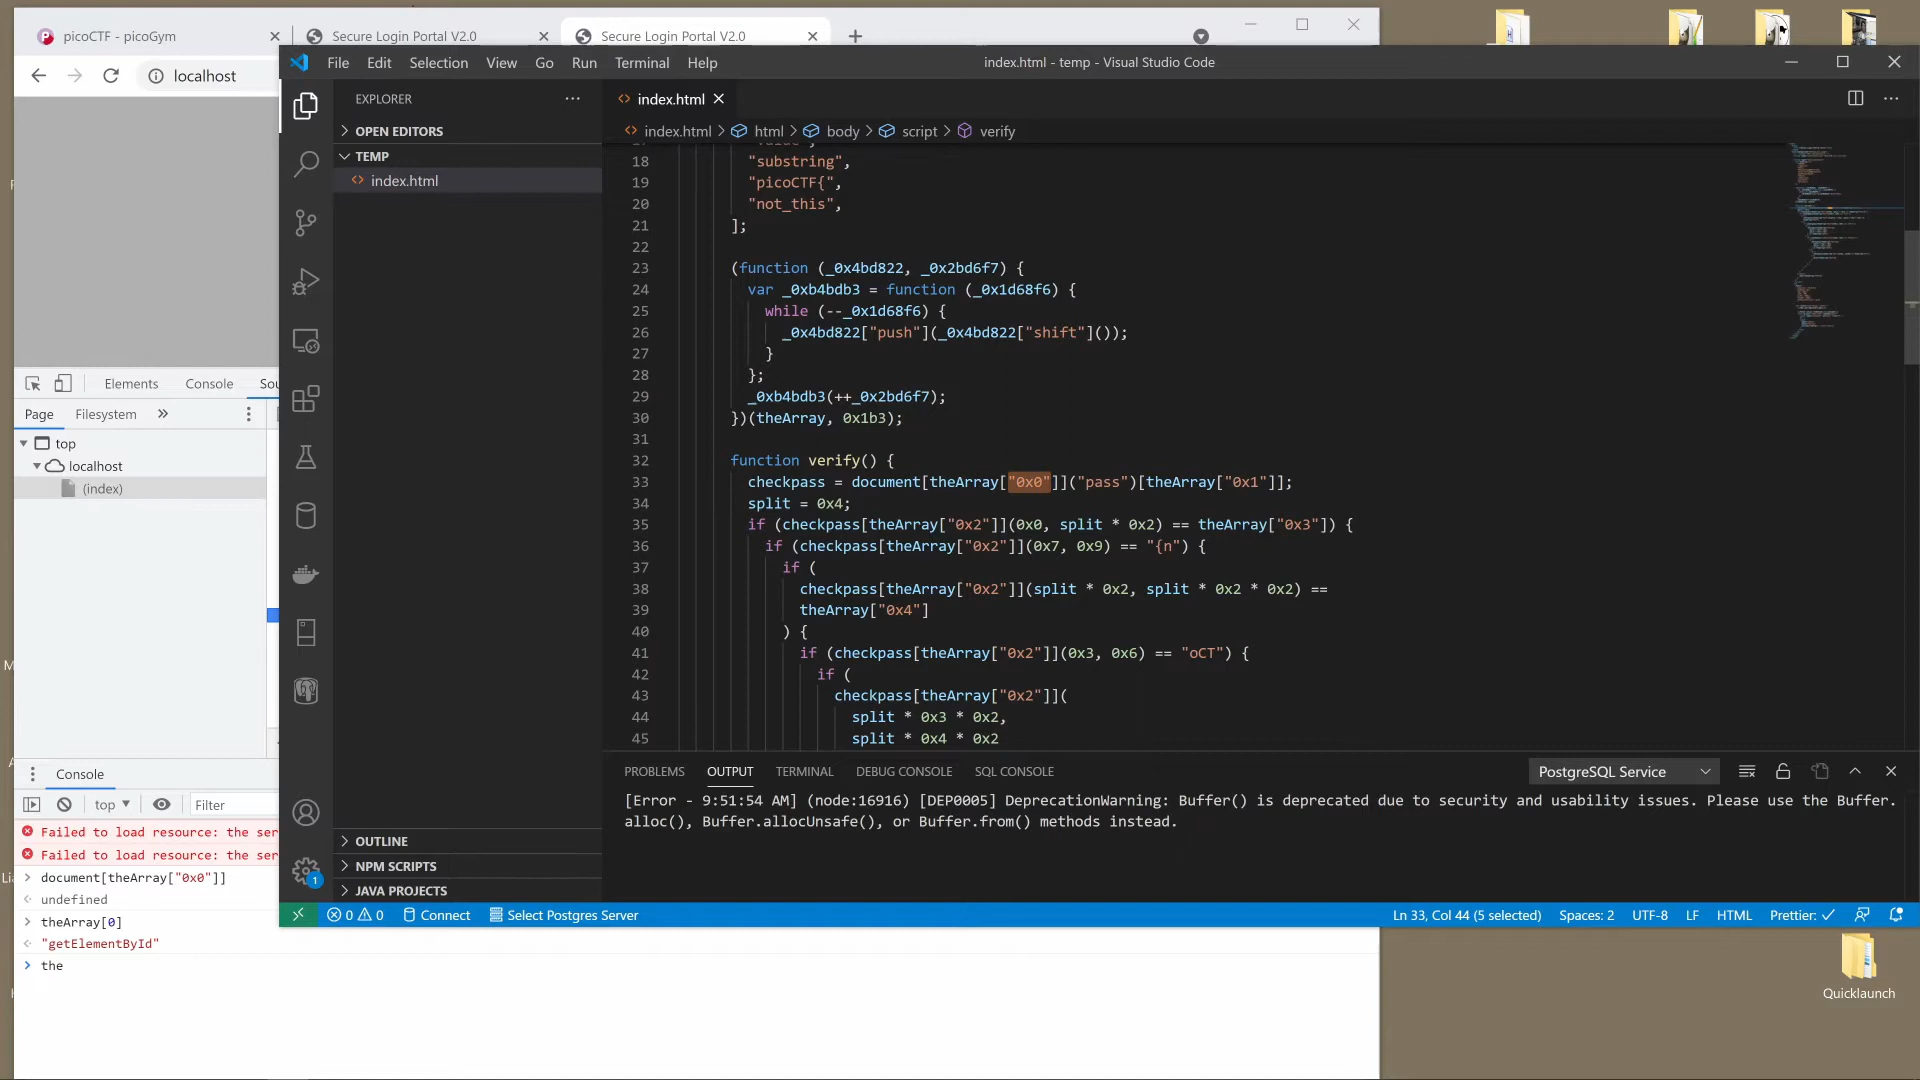 picoCTF - picoGym
Secure Login Portal V2.0
Secure Login Portal V2.0
localhost
File Edit Selection View Go Run Terminal Help
index.html - temp - Visual Studio Code
EXPLORER
OPEN EDITORS
TEMP
index.html
index.html
index.html > html > body > script > verify
18 "substring",
19 "picoCTF{",
20 "not_this",
21 ];
22
23 (function (_0x4bd822, _0x2bd6f7) {
24 var _0xb4bdb3 = function (_0x1d68f6) {
25 while (--_0x1d68f6) {
26 _0x4bd822["push"](_0x4bd822["shift"]());
27 }
28 };
29 _0xb4bdb3(++_0x2bd6f7);
30 })(theArray, 0x1b3);
31
32 function verify() {
33 checkpass = document[theArray["0x0"]]("pass")[theArray["0x1"]];
34 split = 0x4;
35 if (checkpass[theArray["0x2"]](0x0, split * 0x2) == theArray["0x3"]) {
36 if (checkpass[theArray["0x2"]](0x7, 0x9) == "{n") {
37 if (
38 checkpass[theArray["0x2"]](split * 0x2, split * 0x2 * 0x2) ==
39 theArray["0x4"]
40 ) {
41 if (checkpass[theArray["0x2"]](0x3, 0x6) == "oCT") {
42 if (
43 checkpass[theArray["0x2"]](
44 split * 0x3 * 0x2,
45 split * 0x4 * 0x2
Elements Console Sou
Page Filesystem
top
localhost
(index)
Console
top Filter
Failed to load resource: the ser
Failed to load resource: the ser
document[theArray["0x0"]]
undefined
theArray[0]
"getElementById"
the
OUTLINE
NPM SCRIPTS
JAVA PROJECTS
PROBLEMS OUTPUT TERMINAL DEBUG CONSOLE SQL CONSOLE
PostgreSQL Service
[Error - 9:51:54 AM] (node:16916) [DEP0005] DeprecationWarning: Buffer() is deprecated due to security and usability issues. Please use the Buffer.
alloc(), Buffer.allocUnsafe(), or Buffer.from() methods instead.
1
0 0 Connect Select Postgres Server
Ln 33, Col 44 (5 selected) Spaces: 2 UTF-8 LF HTML Prettier: ✓
Quicklaunch